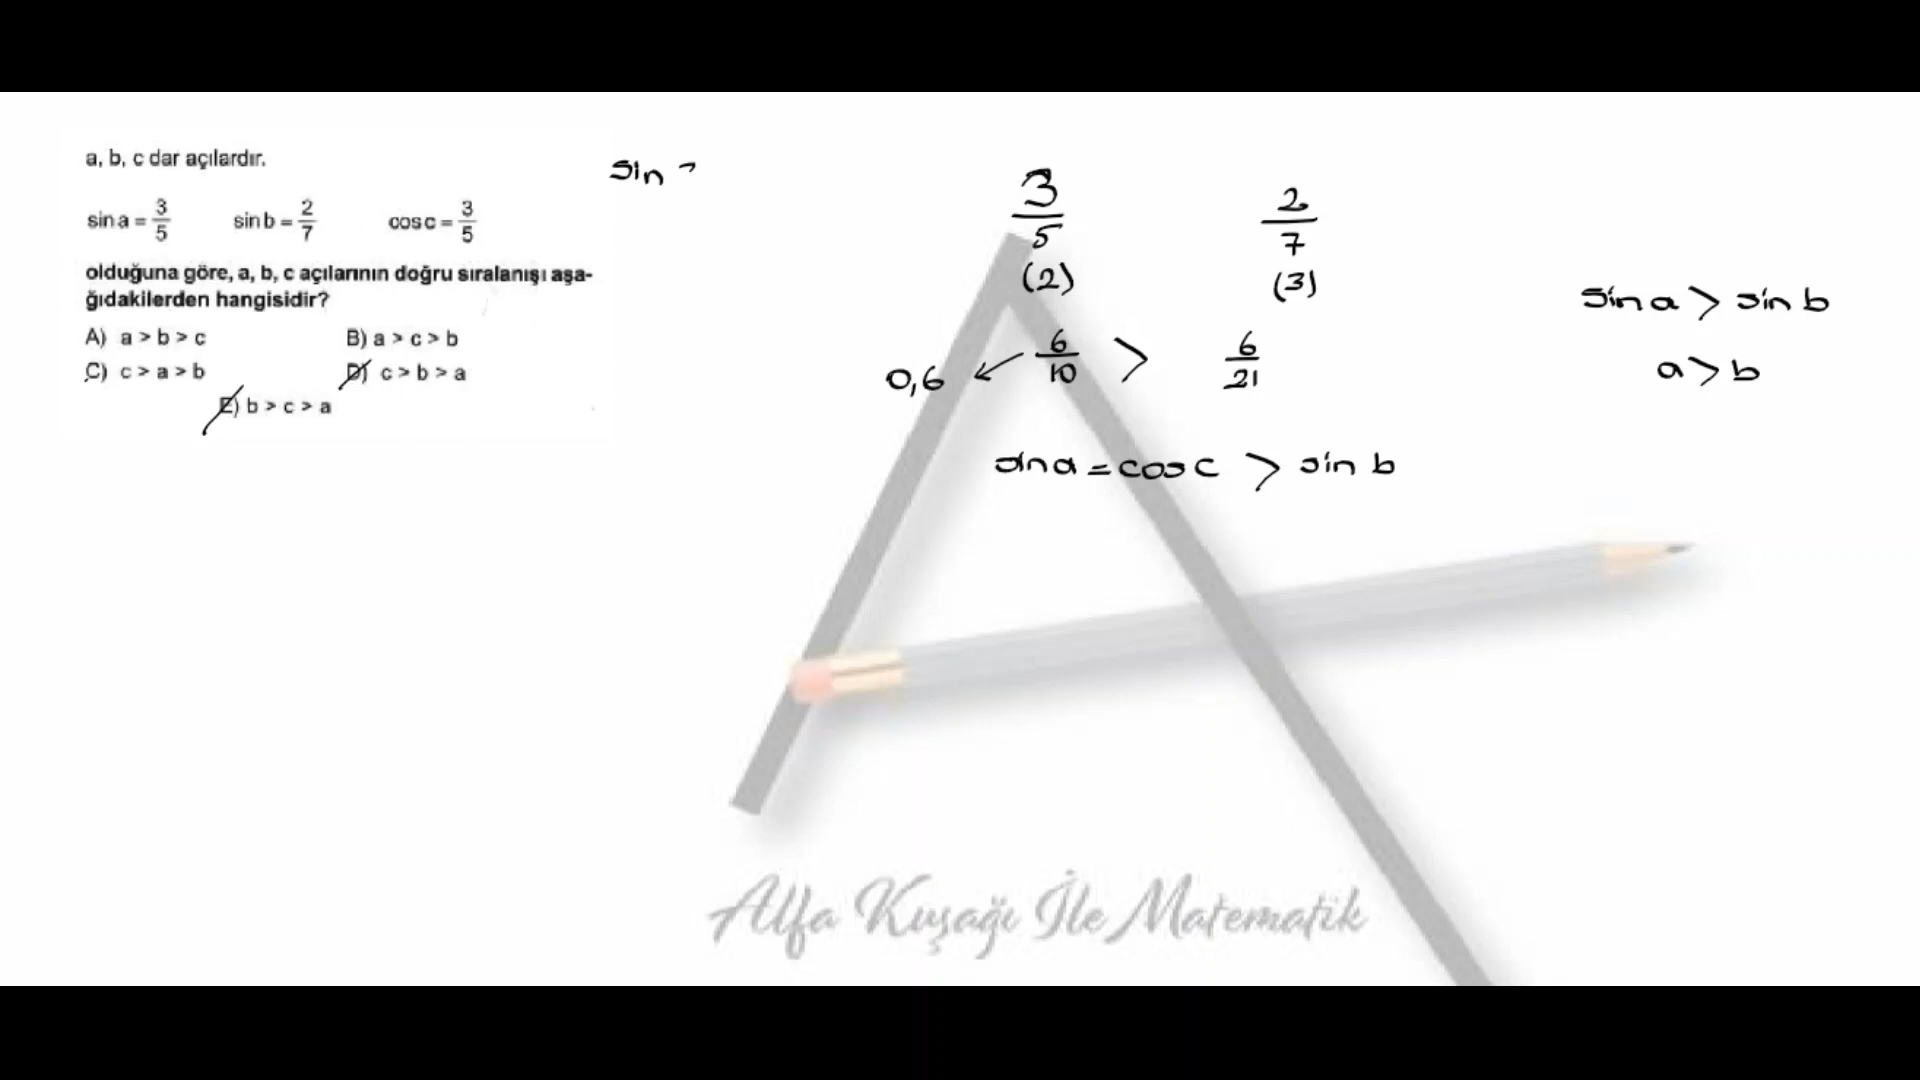 a, b, c dar açılardır.
sin a = 3/5 sin b = 2/7 cos c = 3/5
olduğuna göre, a, b, c açılarının doğru sıralanışı aşa-
ğıdakilerden hangisidir?
A) a > b > c B) a > c > b
C) c > a > b D) c > b > a
E) b > c > a
sin
3/5 2/7
(2) (3)
0,6 6/10 > 6/21
sin a > sin b
a > b
sin a = cos c > sin b
Alfa Kuşağı İle Matematik